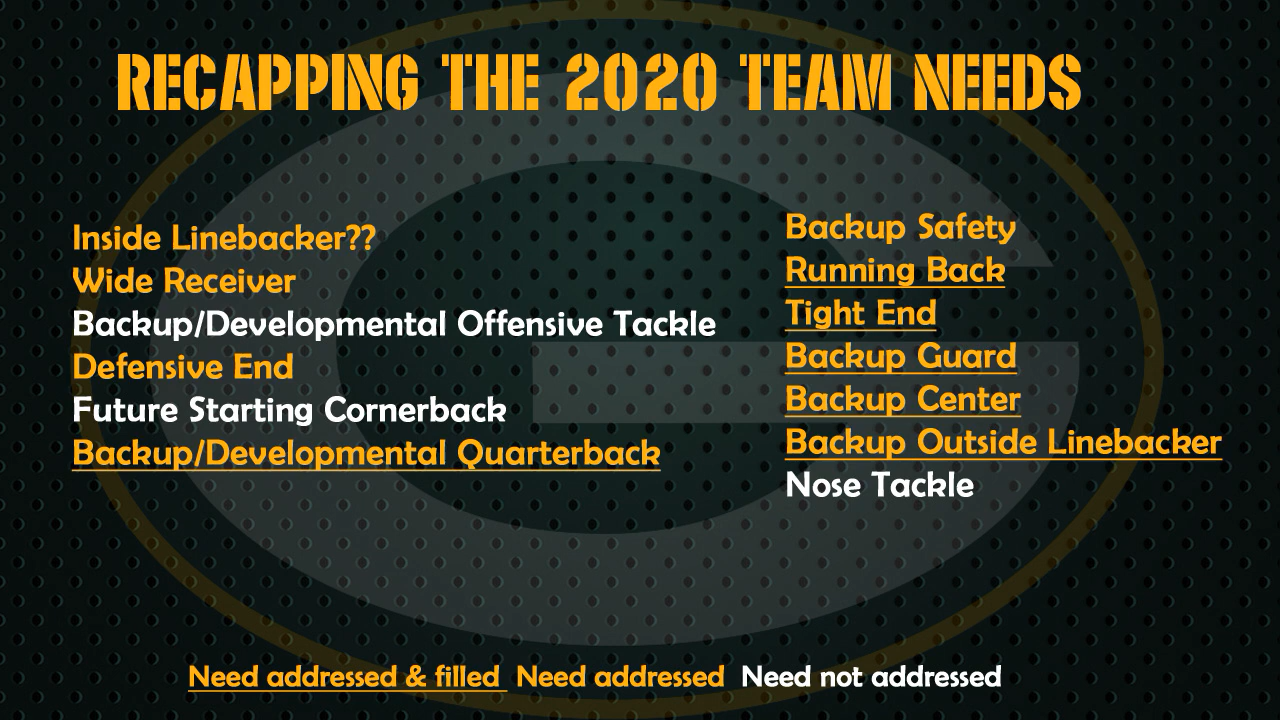 RECAPPING THE 2020 TEAM NEEDS
Inside Linebacker??
Wide Receiver
Backup/Developmental Offensive Tackle
Defensive End
Future Starting Cornerback
Backup/Developmental Quarterback
Backup Safety
Running Back
Tight End
Backup Guard
Backup Center
Backup Outside Linebacker
Nose Tackle
Need addressed & filled Need addressed Need not addressed